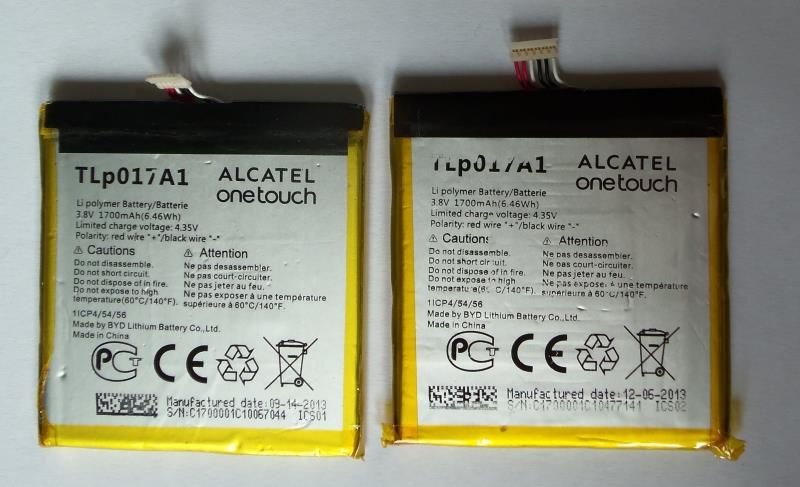 TLp017A1
ALCATEL
onetouch
Li polymer Battery/Batterie
3.8V 1700mAh(6.46Wh)
Limited charge voltage: 4.35V
Polarity: red wire "+"/black wire "-"
Cautions
Do not disassemble.
Do not short circuit.
Do not dispose of in fire.
Do not expose to high
temperature(60°C/140°F).
Attention
Ne pas desassembler.
Ne pas court-circuiter.
Ne pas jeter au feu.
Ne pas exposer à une température
supérieure à 60°C/140°F.
1ICP4/54/56
Made by BYD Lithium Battery Co.,Ltd.
Made in China
PCT CE
Manufactured date:09-14-2013
S/N:C1700001C10067044 ICS01
TLp017A1
ALCATEL
onetouch
Li polymer Battery/Batterie
3.8V 1700mAh(6.46Wh)
Limited charge voltage: 4.35V
Polarity: red wire "+"/black wire "-"
Cautions
Do not disassemble.
Do not short circuit.
Do not dispose of in fire.
Do not expose to high
temperature(60°C/140°F).
Attention
Ne pas desassembler.
Ne pas court-circuiter.
Ne pas jeter au feu.
Ne pas exposer à une température
supérieure à 60°C/140°F.
1ICP4/54/56
Made by BYD Lithium Battery Co.,Ltd.
Made in China
PCT CE
Manufactured date:12-06-2013
S/N:C1700001C10477141 ICS02